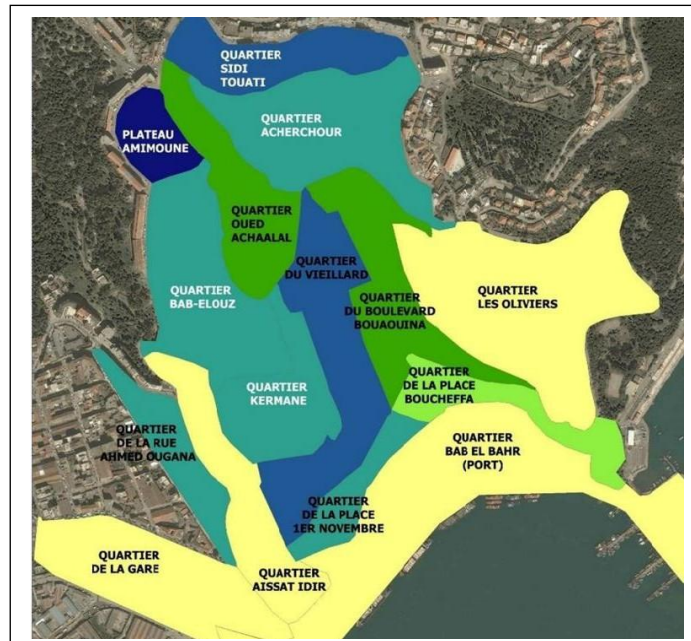 QUARTIER
SIDI
TOUATI
PLATEAU
AMIMOUNE
QUARTIER
ACHERCHOUR
QUARTIER
OUED
ACHAALAL
QUARTIER
DU VIEILLARD
QUARTIER
LES OLIVIERS
QUARTIER
BAB-ELOUZ
QUARTIER
DU BOULEVARD
BOUAOUINA
QUARTIER
KERMANE
QUARTIER
DE LA PLACE
BOUCHEFFA
QUARTIER
DE LA RUE
AHMED OUGANA
QUARTIER
BAB EL BAHR
(PORT)
QUARTIER
DE LA PLACE
1ER NOVEMBRE
QUARTIER
DE LA GARE
QUARTIER
AISSAT IDIR